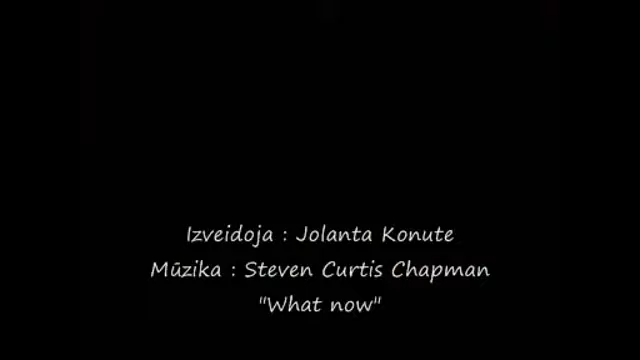 Izveidoja : Jolanta Konute
Mūzika : Steven Curtis Chapman
"What now"